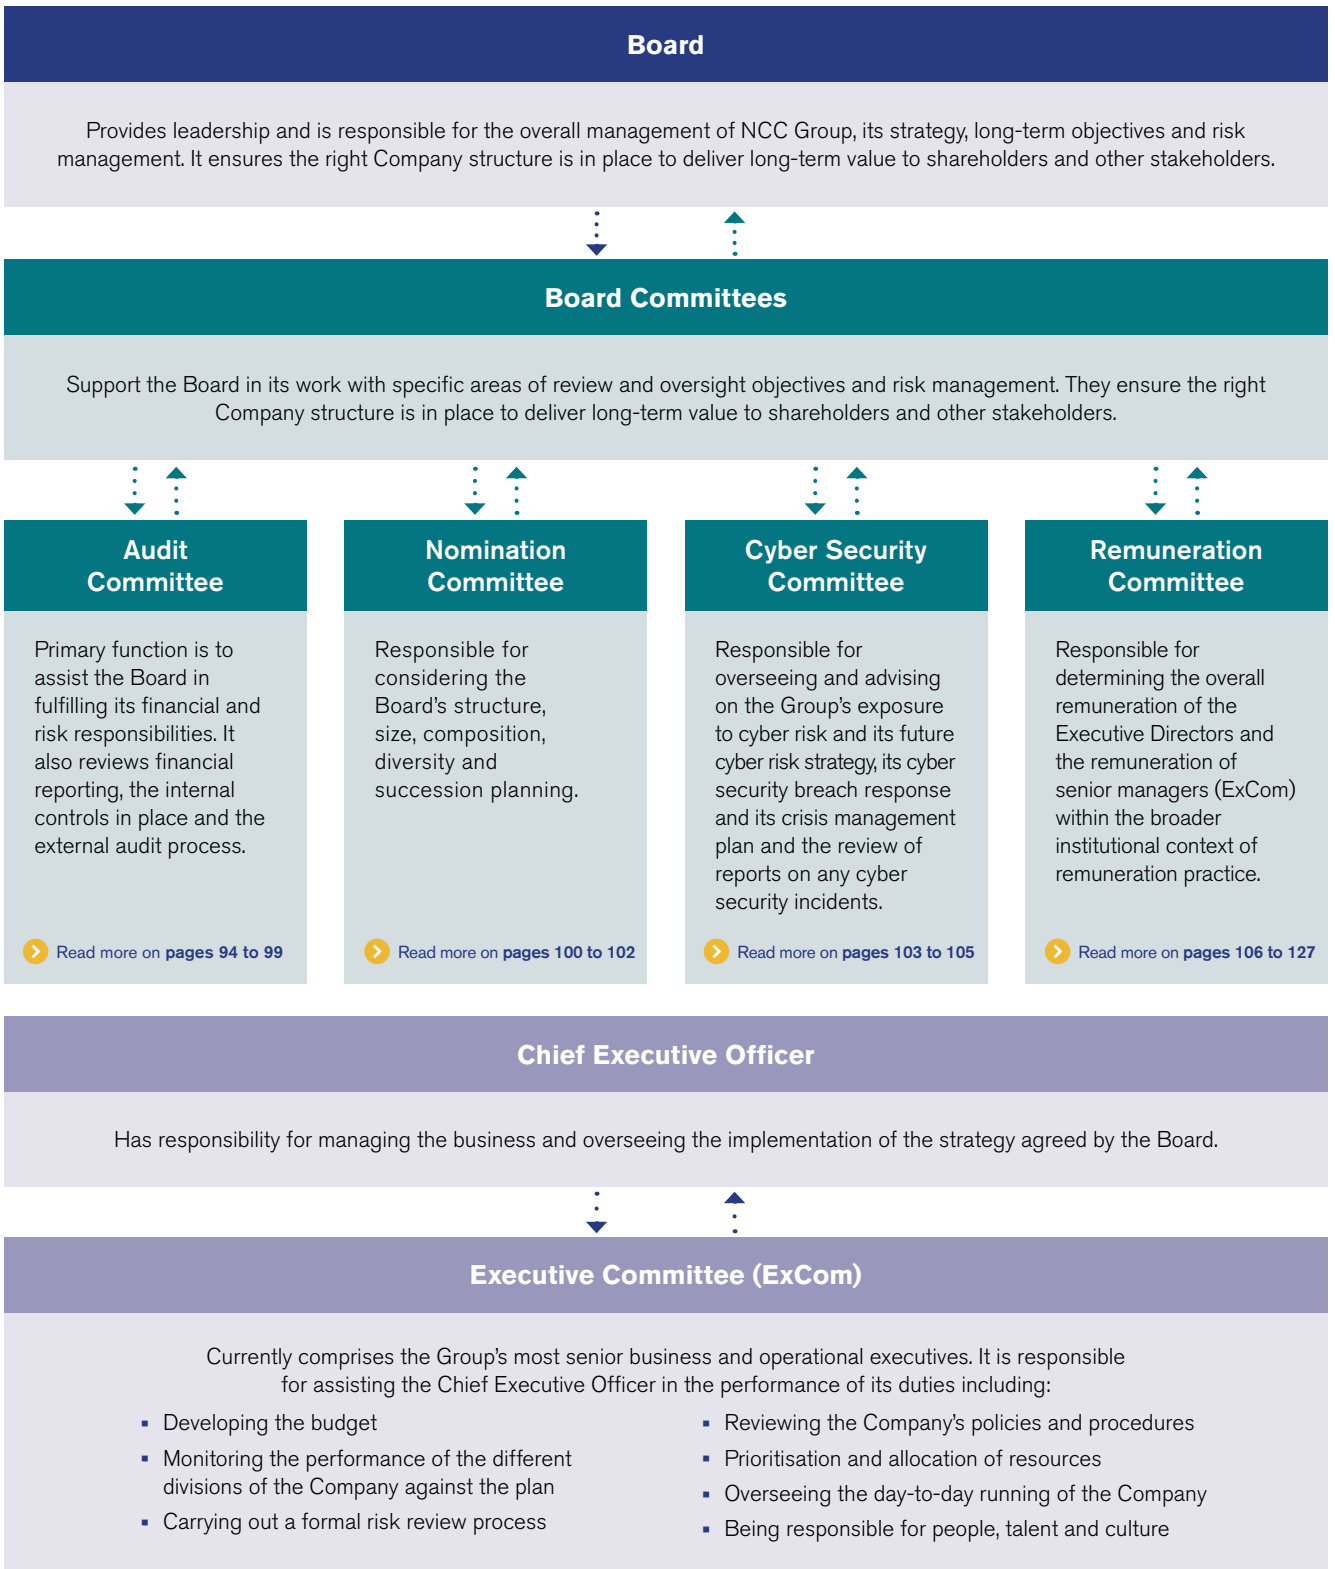 Board
Provides leadership and is responsible for the overall management of NCC Group, its strategy, long-term objectives and risk
management. It ensures the right Company structure is in place to deliver long-term value to shareholders and other stakeholders.
Board Committees
Support the Board in its work with specific areas of review and oversight objectives and risk management. They ensure the right
Company structure is in place to deliver long-term value to shareholders and other stakeholders.
Audit
Committee
Primary function is to
assist the Board in
fulfilling its financial and
risk responsibilities. It
also reviews financial
reporting, the internal
controls in place and the
external audit process.
Read more on pages 94 to 99
Nomination
Committee
Responsible for
considering the
Board’s structure,
size, composition,
diversity and
succession planning.
Read more on pages 100 to 102
Cyber Security
Committee
Responsible for
overseeing and advising
on the Group’s exposure
to cyber risk and its future
cyber risk strategy, its cyber
security breach response
and its crisis management
plan and the review of
reports on any cyber
security incidents.
Read more on pages 103 to 105
Remuneration
Committee
Responsible for
determining the overall
remuneration of the
Executive Directors and
the remuneration of
senior managers (ExCom)
within the broader
institutional context of
remuneration practice.
Read more on pages 106 to 127
Chief Executive Officer
Has responsibility for managing the business and overseeing the implementation of the strategy agreed by the Board.
Executive Committee (ExCom)
Currently comprises the Group’s most senior business and operational executives. It is responsible
for assisting the Chief Executive Officer in the performance of its duties including:
▪ Developing the budget
▪ Monitoring the performance of the different
divisions of the Company against the plan
▪ Carrying out a formal risk review process
▪ Reviewing the Company’s policies and procedures
▪ Prioritisation and allocation of resources
▪ Overseeing the day-to-day running of the Company
▪ Being responsible for people, talent and culture